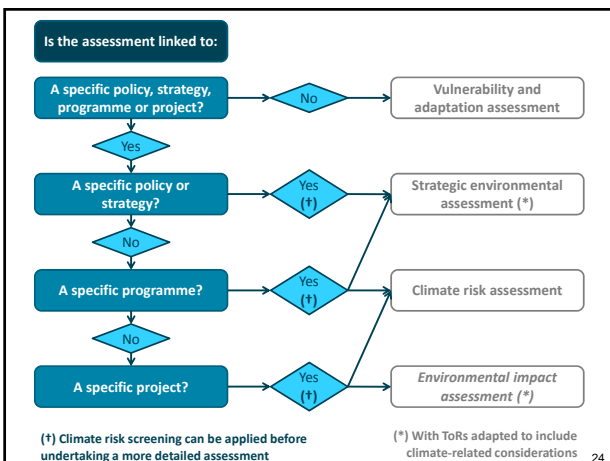 Is the assessment linked to:
A specific policy, strategy,
programme or project?
No
Vulnerability and
adaptation assessment
Yes
A specific policy or
strategy?
Yes
(†)
Strategic environmental
assessment (*)
No
A specific programme?
Yes
(†)
Climate risk assessment
No
A specific project?
Yes
(†)
Environmental impact
assessment (*)
(†) Climate risk screening can be applied before
undertaking a more detailed assessment
(*) With ToRs adapted to include
climate-related considerations
24